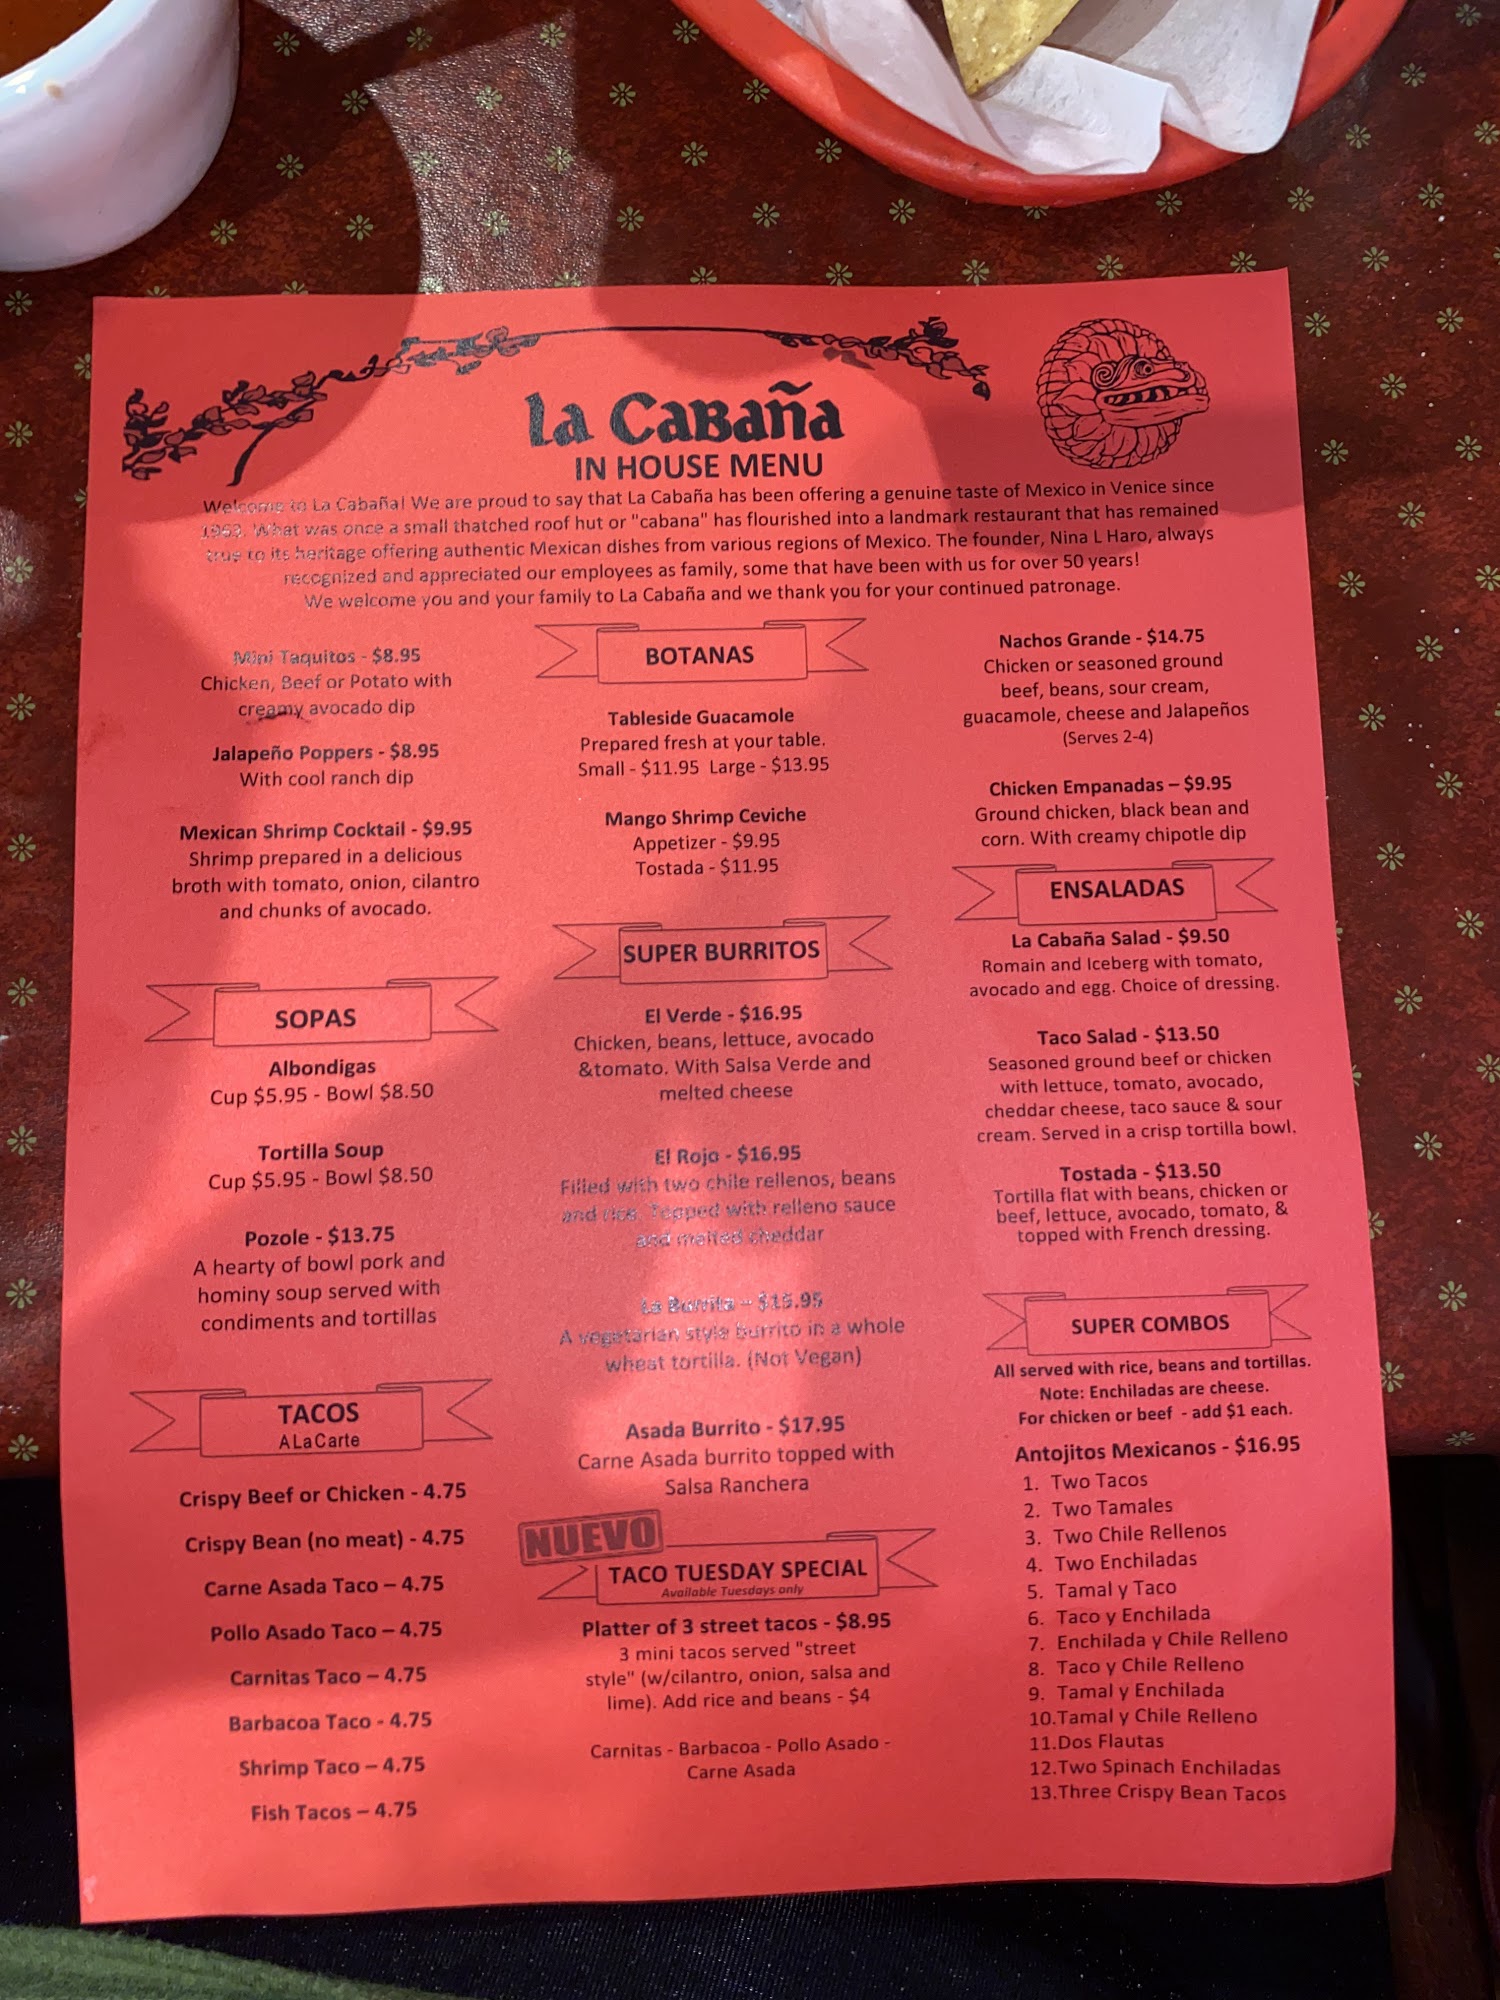 La Cabaña
IN HOUSE MENU
Welcome to La Cabaña! We are proud to say that La Cabaña has been offering a genuine taste of Mexico in Venice since
1963. What was once a small thatched roof hut or "cabana" has flourished into a landmark restaurant that has remained
true to its heritage offering authentic Mexican dishes from various regions of Mexico. The founder, Nina L Haro, always
recognized and appreciated our employees as family, some that have been with us for over 50 years!
We welcome you and your family to La Cabaña and we thank you for your continued patronage.
Mini Taquitos - $8.95
Chicken, Beef or Potato with
creamy avocado dip
Jalapeño Poppers - $8.95
With cool ranch dip
Mexican Shrimp Cocktail - $9.95
Shrimp prepared in a delicious
broth with tomato, onion, cilantro
and chunks of avocado.
SOPAS
Albondigas
Cup $5.95 - Bowl $8.50
Tortilla Soup
Cup $5.95 - Bowl $8.50
Pozole - $13.75
A hearty of bowl pork and
hominy soup served with
condiments and tortillas
TACOS
A La Carte
Crispy Beef or Chicken - 4.75
Crispy Bean (no meat) - 4.75
Carne Asada Taco – 4.75
Pollo Asado Taco – 4.75
Carnitas Taco – 4.75
Barbacoa Taco - 4.75
Shrimp Taco – 4.75
Fish Tacos – 4.75
BOTANAS
Tableside Guacamole
Prepared fresh at your table.
Small - $11.95 Large - $13.95
Mango Shrimp Ceviche
Appetizer - $9.95
Tostada - $11.95
SUPER BURRITOS
El Verde - $16.95
Chicken, beans, lettuce, avocado
&tomato. With Salsa Verde and
melted cheese
El Rojo - $16.95
Filled with two chile rellenos, beans
and rice. Topped with relleno sauce
and melted cheddar
La Burrita – $15.95
A vegetarian style burrito in a whole
wheat tortilla. (Not Vegan)
Asada Burrito - $17.95
Carne Asada burrito topped with
Salsa Ranchera
NUEVO
TACO TUESDAY SPECIAL
Available Tuesdays only
Platter of 3 street tacos - $8.95
3 mini tacos served "street
style" (w/cilantro, onion, salsa and
lime). Add rice and beans - $4
Carnitas - Barbacoa - Pollo Asado -
Carne Asada
Nachos Grande - $14.75
Chicken or seasoned ground
beef, beans, sour cream,
guacamole, cheese and Jalapeños
(Serves 2-4)
Chicken Empanadas – $9.95
Ground chicken, black bean and
corn. With creamy chipotle dip
ENSALADAS
La Cabaña Salad - $9.50
Romain and Iceberg with tomato,
avocado and egg. Choice of dressing.
Taco Salad - $13.50
Seasoned ground beef or chicken
with lettuce, tomato, avocado,
cheddar cheese, taco sauce & sour
cream. Served in a crisp tortilla bowl.
Tostada - $13.50
Tortilla flat with beans, chicken or
beef, lettuce, avocado, tomato, &
topped with French dressing.
SUPER COMBOS
All served with rice, beans and tortillas.
Note: Enchiladas are cheese.
For chicken or beef - add $1 each.
Antojitos Mexicanos - $16.95
1. Two Tacos
2. Two Tamales
3. Two Chile Rellenos
4. Two Enchiladas
5. Tamal y Taco
6. Taco y Enchilada
7. Enchilada y Chile Relleno
8. Taco y Chile Relleno
9. Tamal y Enchilada
10.Tamal y Chile Relleno
11.Dos Flautas
12.Two Spinach Enchiladas
13.Three Crispy Bean Tacos